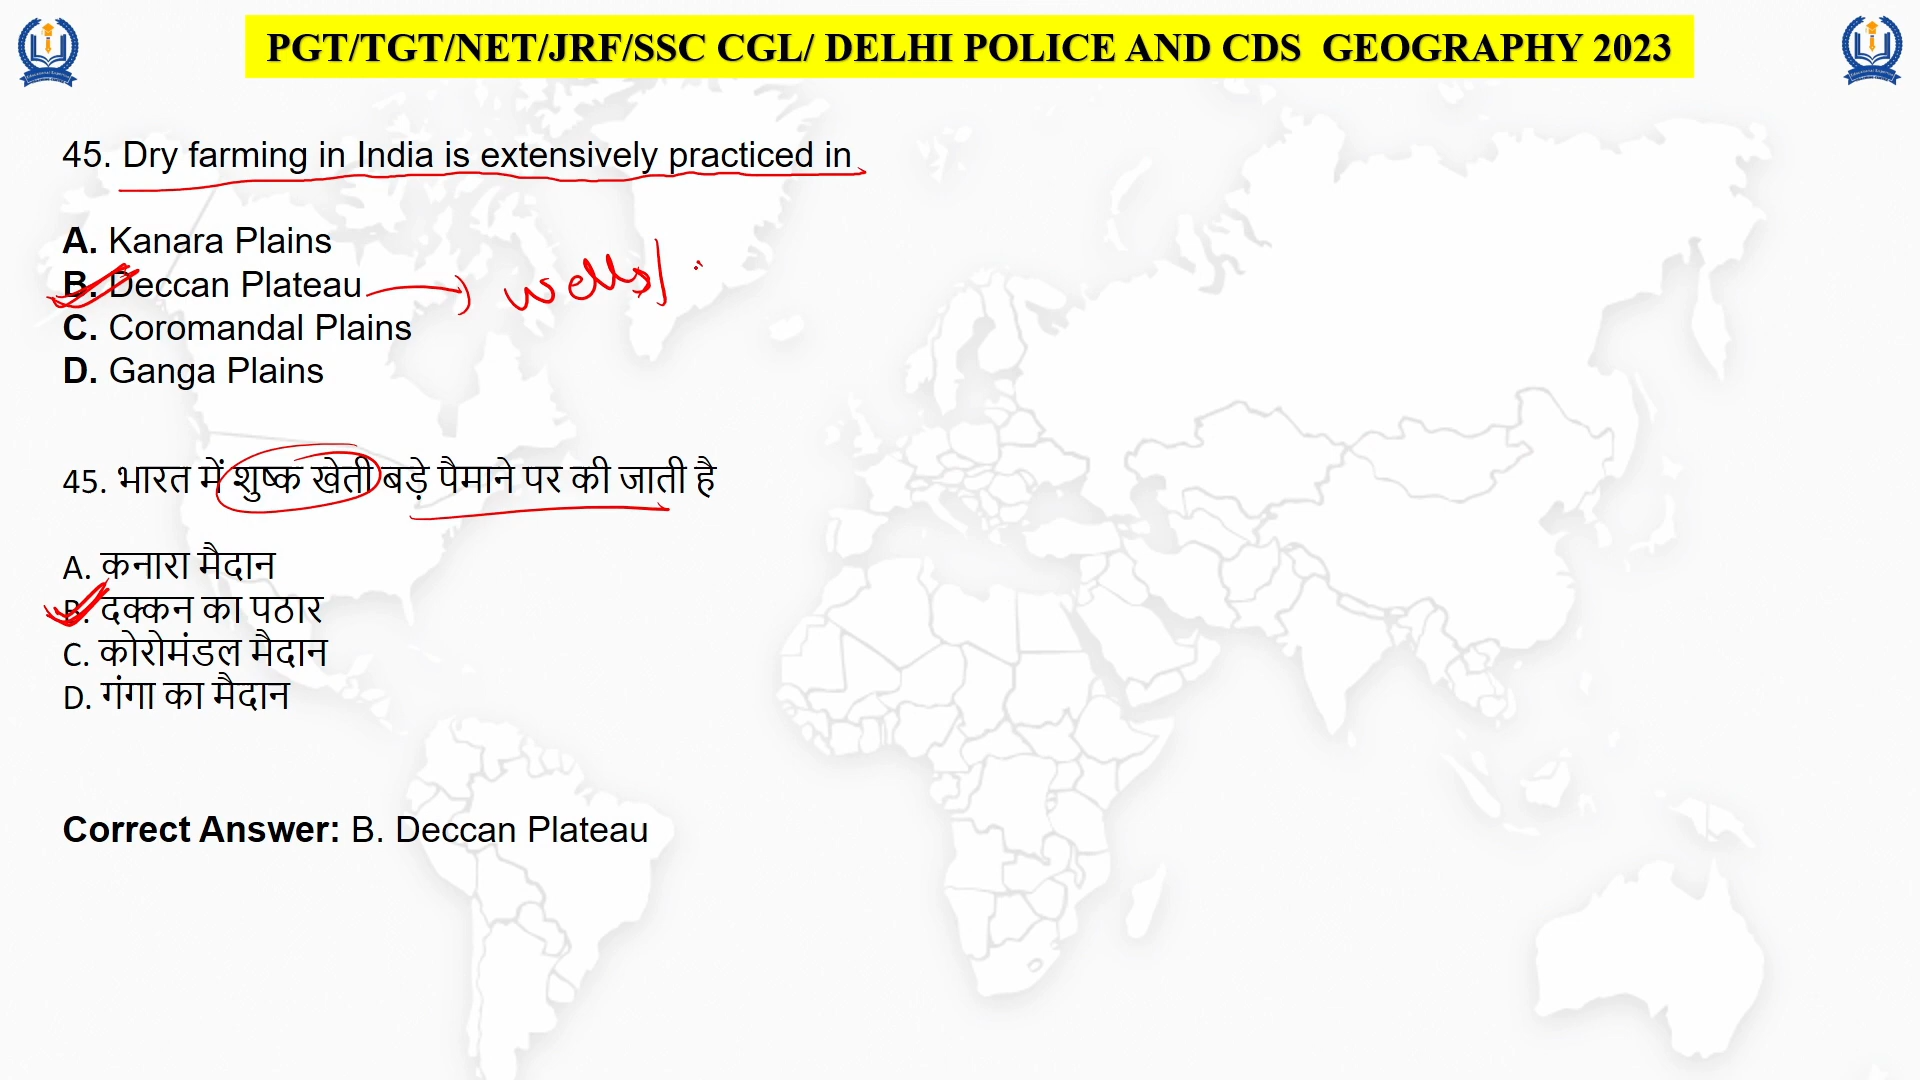 PGT/TGT/NET/JRF/SSC CGL/ DELHI POLICE AND CDS  GEOGRAPHY 2023
45. Dry farming in India is extensively practiced in
A. Kanara Plains
B. Deccan Plateau → wells/
C. Coromandal Plains
D. Ganga Plains
45. भारत में शुष्क खेती बड़े पैमाने पर की जाती है
A. कनारा मैदान
B. दक्कन का पठार
C. कोरोमंडल मैदान
D. गंगा का मैदान
Correct Answer: B. Deccan Plateau